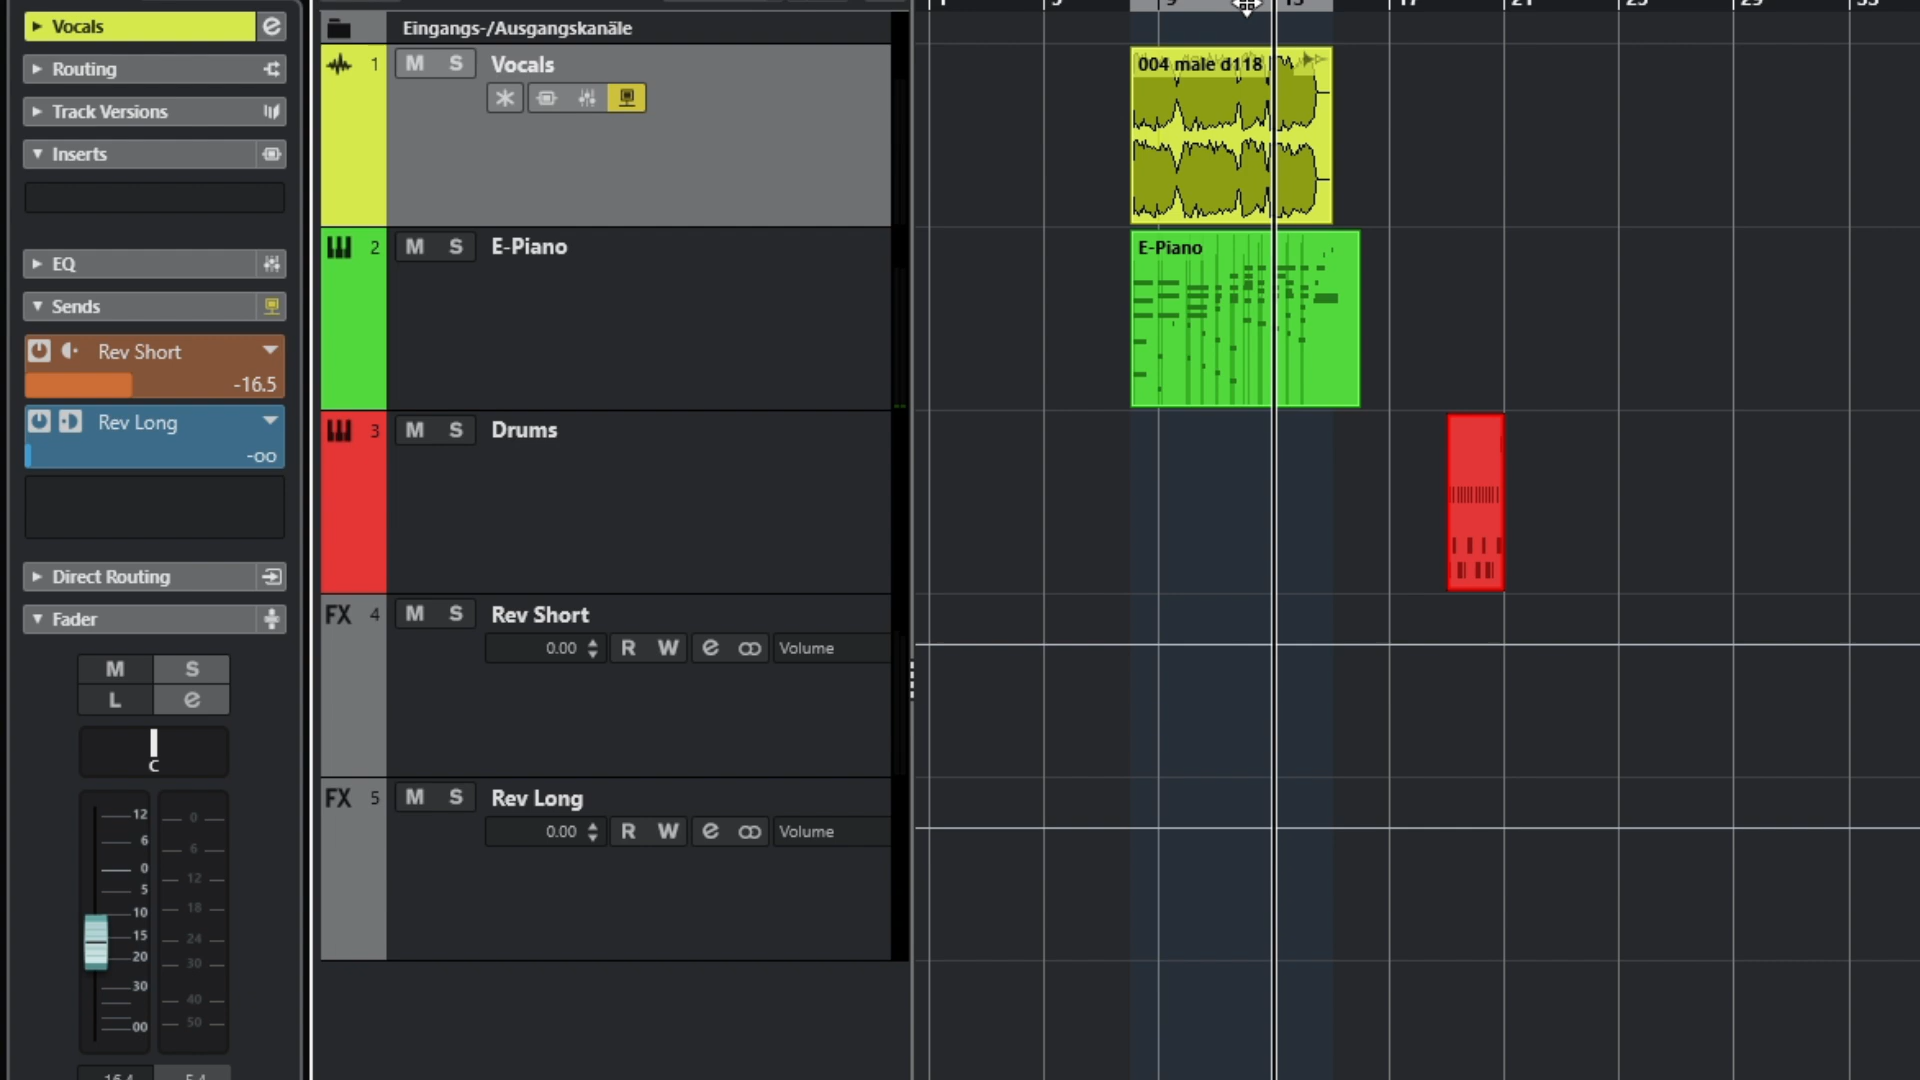 Vocals
Routing
Track Versions
Inserts
EQ
Sends
Rev Short
-16.5
Rev Long
-oo
Direct Routing
Fader
M S
L e
C
12
6
0
5
10
15
20
30
00
0
6
12
18
24
30
40
50
Eingangs-/Ausgangskanäle
1 M S Vocals
2 M S E-Piano
3 M S Drums
FX 4 M S Rev Short
0.00 R W e Volume
FX 5 M S Rev Long
0.00 R W e Volume
004 male d118
E-Piano